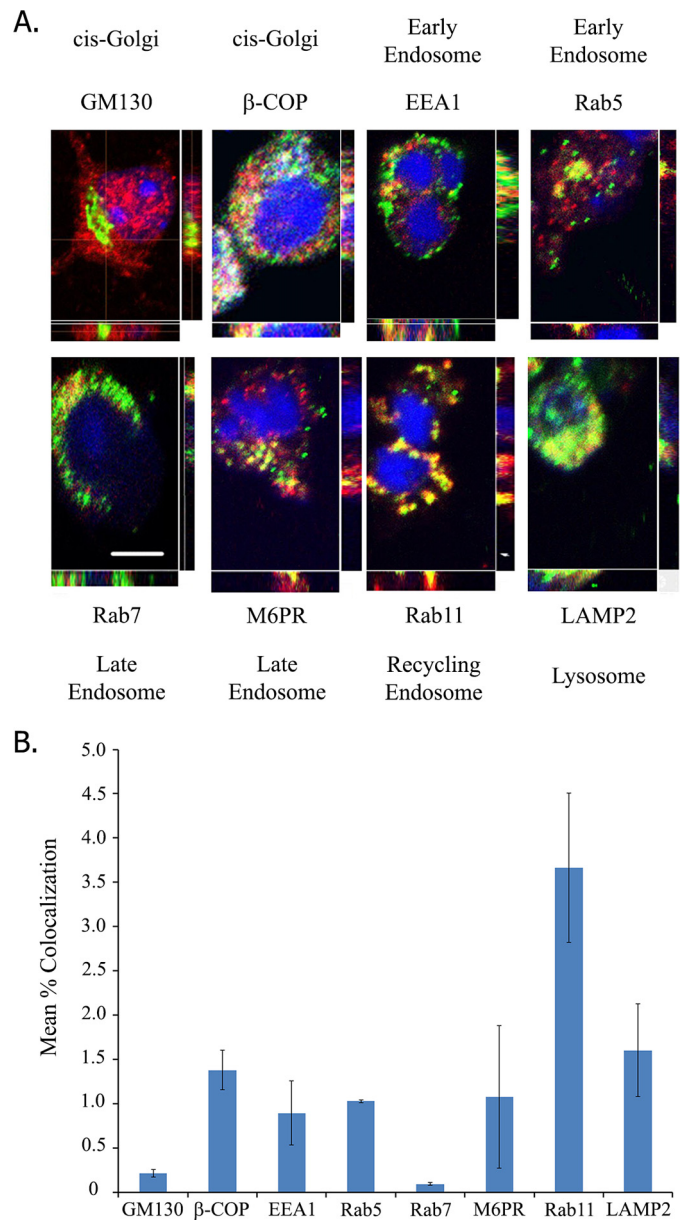 A.
cis-Golgi cis-Golgi Early Endosome Early Endosome
GM130 β-COP EEA1 Rab5
Rab7 M6PR Rab11 LAMP2
Late Endosome Late Endosome Recycling Endosome Lysosome
B.
Mean % Colocalization
5.0
4.5
4.0
3.5
3.0
2.5
2.0
1.5
1.0
0.5
0
GM130 β-COP EEA1 Rab5 Rab7 M6PR Rab11 LAMP2